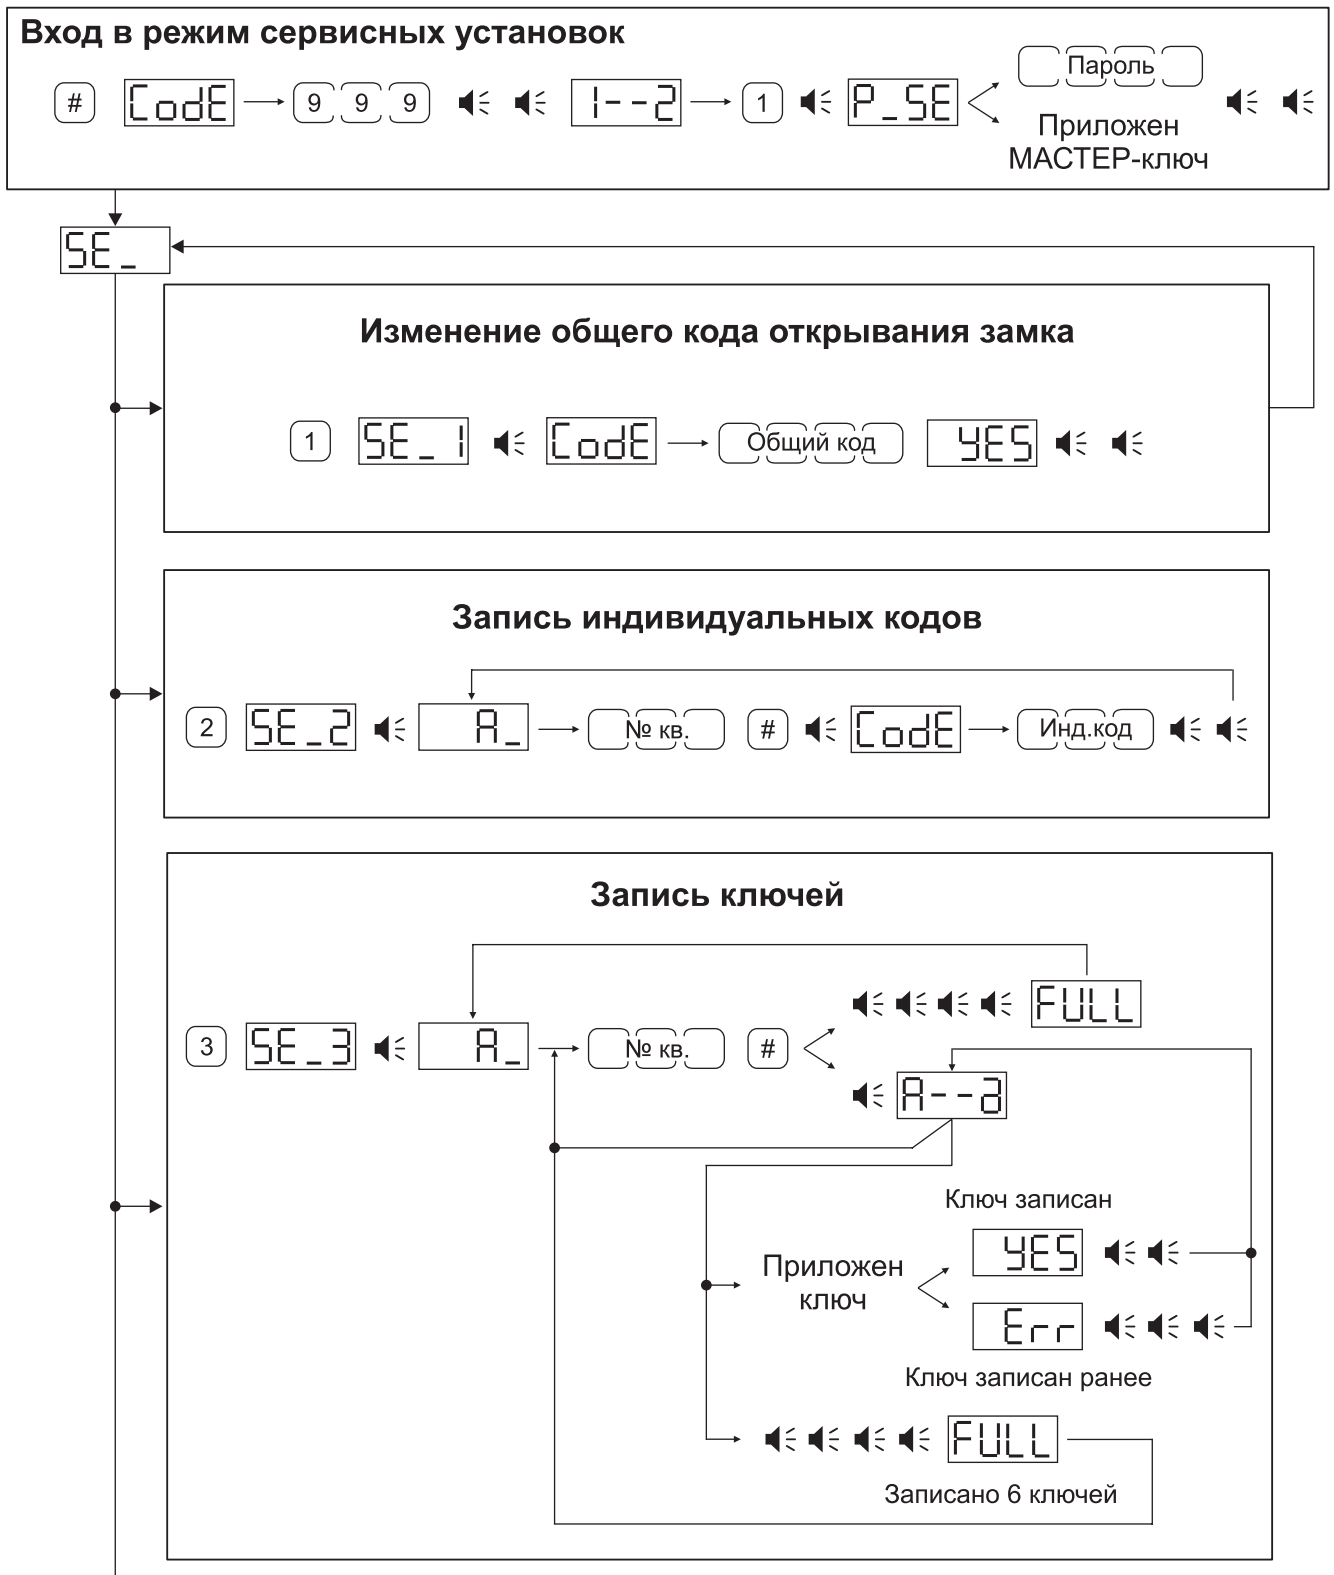 Вход в режим сервисных установок
# CodE 9 9 9 1--2 1 P_SE Пароль
Приложен
МАСТЕР-ключ
SE_
Изменение общего кода открывания замка
1 SE_1 CodE Общий код YES
Запись индивидуальных кодов
2 SE_2 A_ № кв. # CodE Инд.код
Запись ключей
FULL
3 SE_3 A_ № кв. #
A--a
Ключ записан
YES
Приложен
ключ
Err
Ключ записан ранее
FULL
Записано 6 ключей